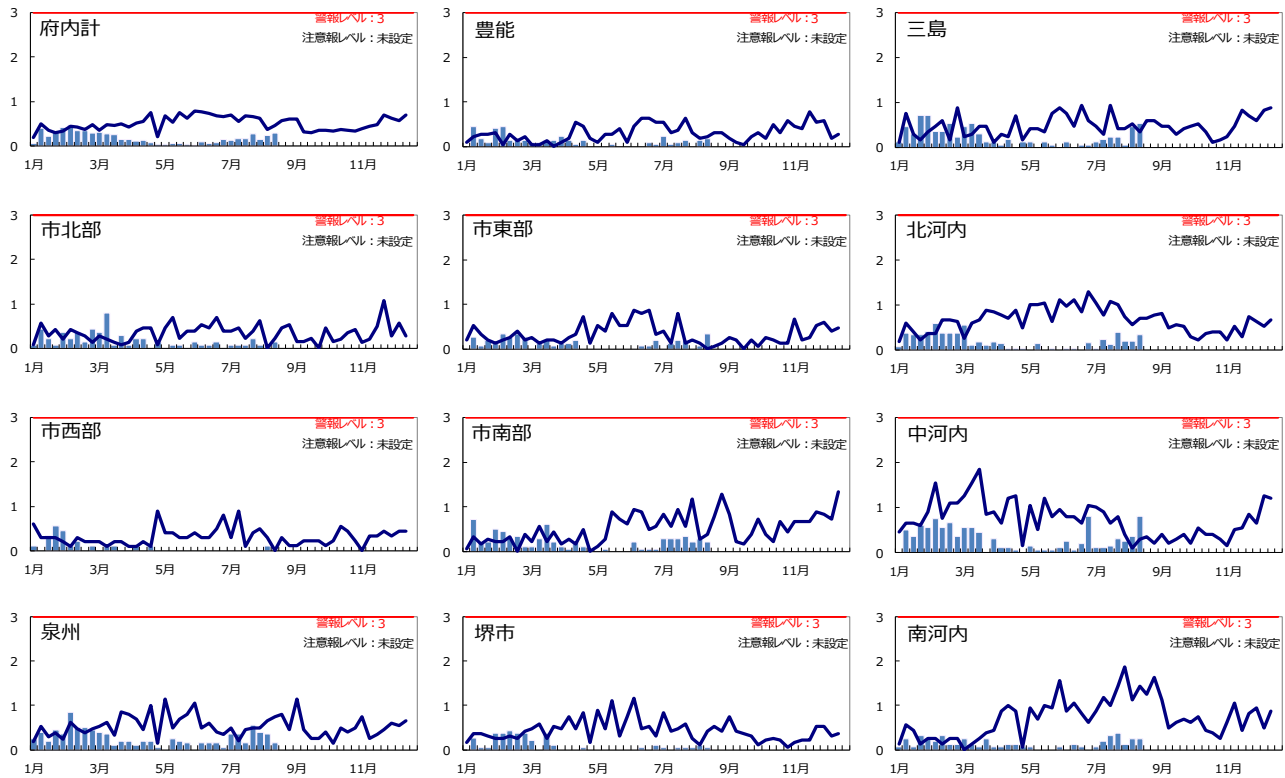 府内計
警報レベル：3
注意報レベル：未設定
3
2
1
0
1月 3月 5月 7月 9月 11月
豊能
警報レベル：3
注意報レベル：未設定
3
2
1
0
1月 3月 5月 7月 9月 11月
三島
警報レベル：3
注意報レベル：未設定
3
2
1
0
1月 3月 5月 7月 9月 11月
市北部
警報レベル：3
注意報レベル：未設定
3
2
1
0
1月 3月 5月 7月 9月 11月
市東部
警報レベル：3
注意報レベル：未設定
3
2
1
0
1月 3月 5月 7月 9月 11月
北河内
警報レベル：3
注意報レベル：未設定
3
2
1
0
1月 3月 5月 7月 9月 11月
市西部
警報レベル：3
注意報レベル：未設定
3
2
1
0
1月 3月 5月 7月 9月 11月
市南部
警報レベル：3
注意報レベル：未設定
3
2
1
0
1月 3月 5月 7月 9月 11月
中河内
警報レベル：3
注意報レベル：未設定
3
2
1
0
1月 3月 5月 7月 9月 11月
泉州
警報レベル：3
注意報レベル：未設定
3
2
1
0
1月 3月 5月 7月 9月 11月
堺市
警報レベル：3
注意報レベル：未設定
3
2
1
0
1月 3月 5月 7月 9月 11月
南河内
警報レベル：3
注意報レベル：未設定
3
2
1
0
1月 3月 5月 7月 9月 11月